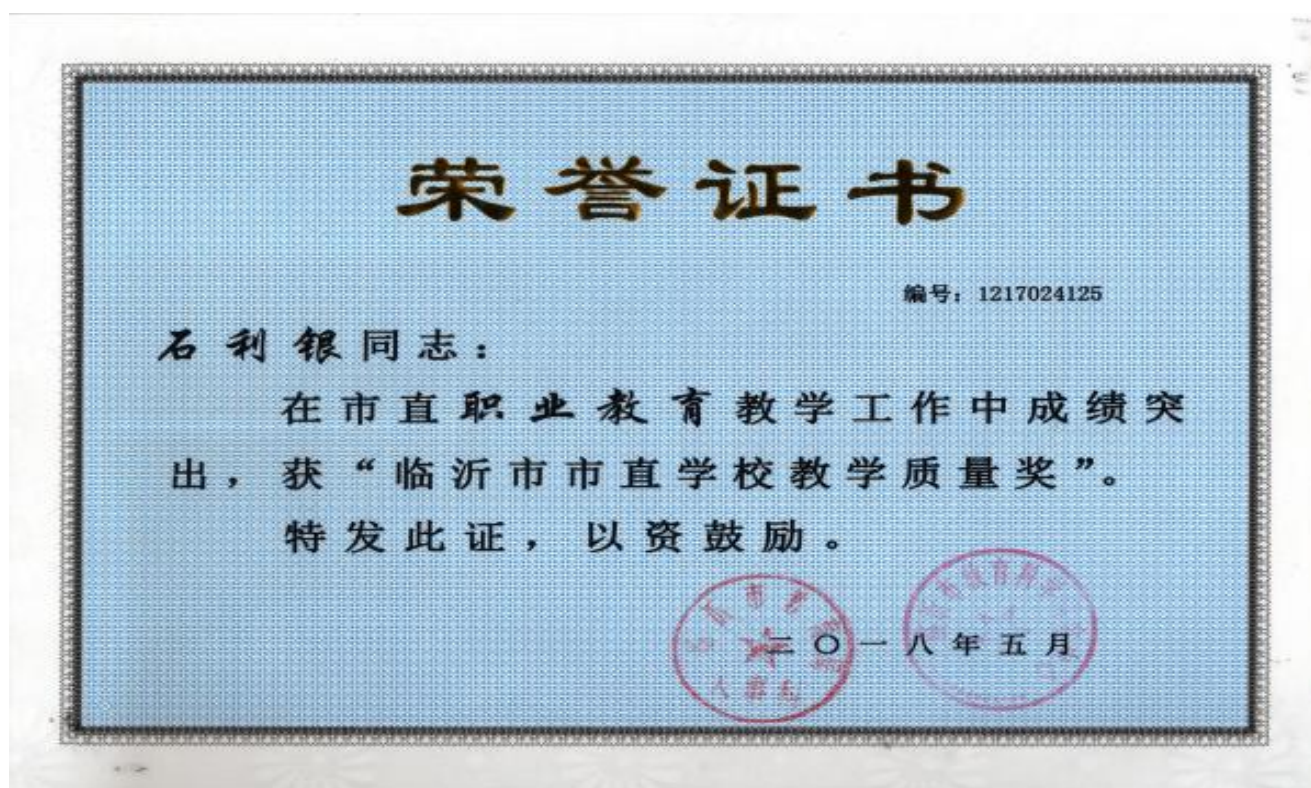 荣誉证书
编号：1217024125
石利银同志：
在市直职业教育教学工作中成绩突
出，获“临沂市市直学校教学质量奖”。
特发此证，以资鼓励。
二〇一八年五月